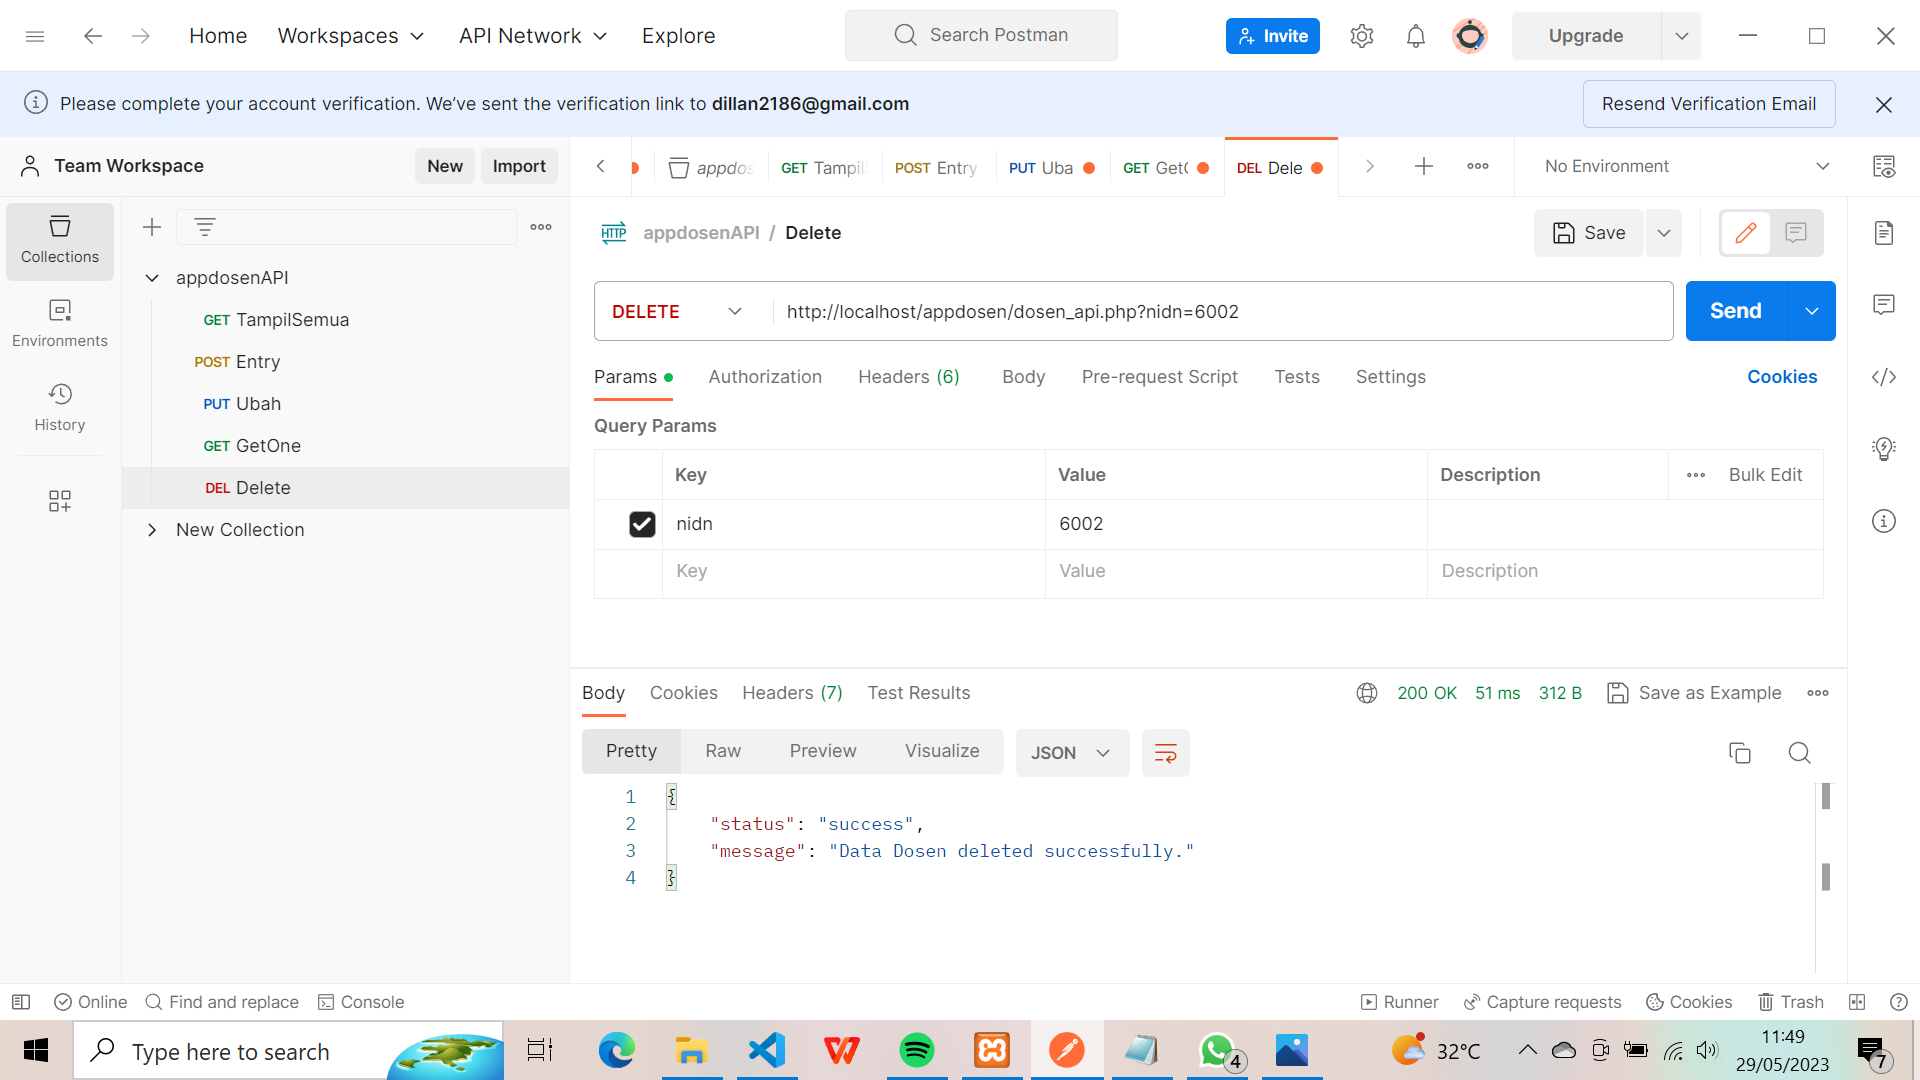 Home Workspaces API Network Explore Search Postman Invite Upgrade
Please complete your account verification. We’ve sent the verification link to dillan2186@gmail.com Resend Verification Email
Team Workspace New Import
appdos GET Tampil POST Entry PUT Uba GET Get DEL Dele No Environment
Collections
Environments
History
appdosenAPI
GET TampilSemua
POST Entry
PUT Ubah
GET GetOne
DEL Delete
New Collection
HTTP appdosenAPI / Delete Save
DELETE http://localhost/appdosen/dosen_api.php?nidn=6002 Send
Params Authorization Headers (6) Body Pre-request Script Tests Settings Cookies
Query Params
Key Value Description Bulk Edit
nidn 6002
Key Value Description
Body Cookies Headers (7) Test Results 200 OK 51 ms 312 B Save as Example
Pretty Raw Preview Visualize JSON
1 {
2 "status": "success",
3 "message": "Data Dosen deleted successfully."
4 }
Online Find and replace Console Runner Capture requests Cookies Trash
Type here to search 4 32°C 11:49
29/05/2023 7